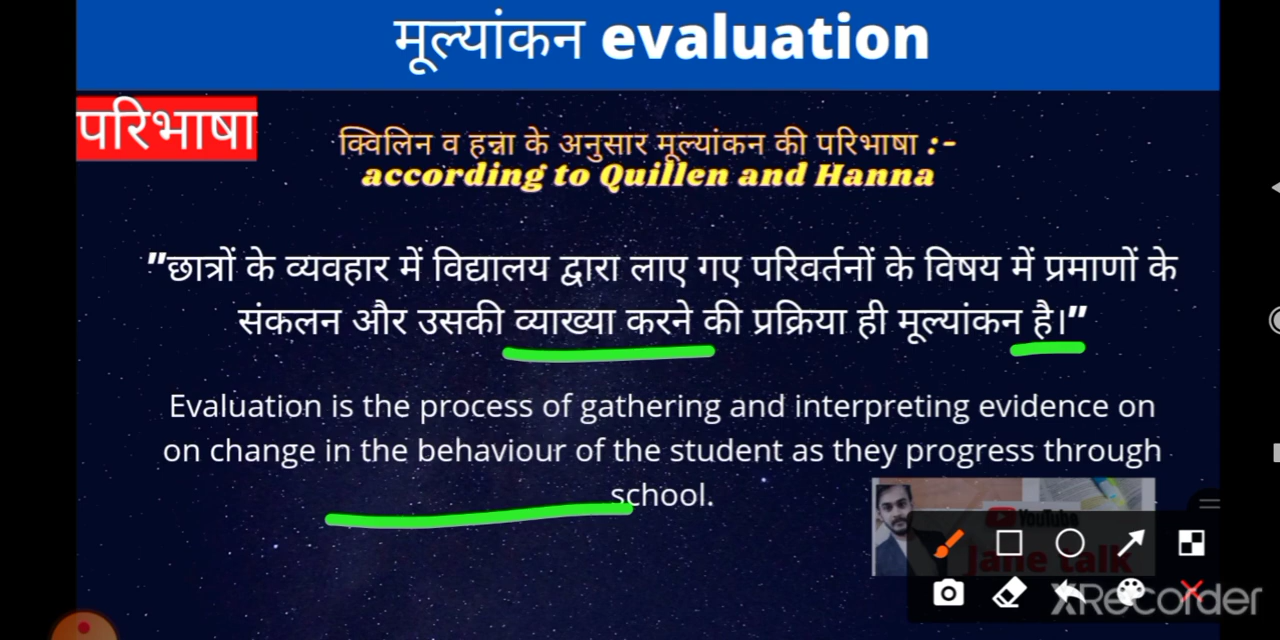 मूल्यांकन evaluation
परिभाषा
क्विलिन व हन्ना के अनुसार मूल्यांकन की परिभाषा :-
according to Quillen and Hanna
"छात्रों के व्यवहार में विद्यालय द्वारा लाए गए परिवर्तनों के विषय में प्रमाणों के
संकलन और उसकी व्याख्या करने की प्रक्रिया ही मूल्यांकन है।"
Evaluation is the process of gathering and interpreting evidence on
on change in the behaviour of the student as they progress through
school.
YouTube
talk
XRecorder